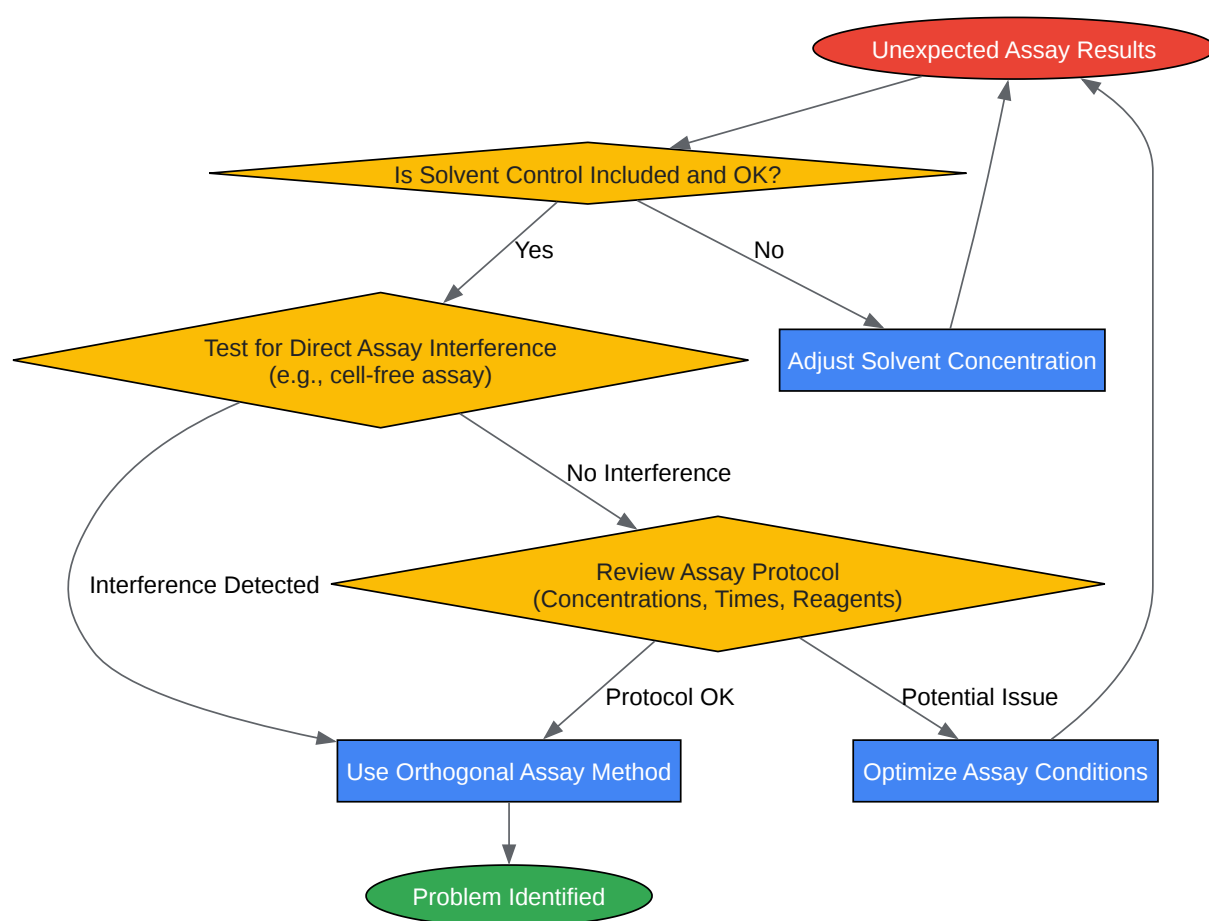 Unexpected Assay Results
Is Solvent Control Included and OK?
Yes
No
Test for Direct Assay Interference
(e.g., cell-free assay)
Adjust Solvent Concentration
No Interference
Interference Detected
Review Assay Protocol
(Concentrations, Times, Reagents)
Protocol OK
Potential Issue
Use Orthogonal Assay Method
Optimize Assay Conditions
Problem Identified